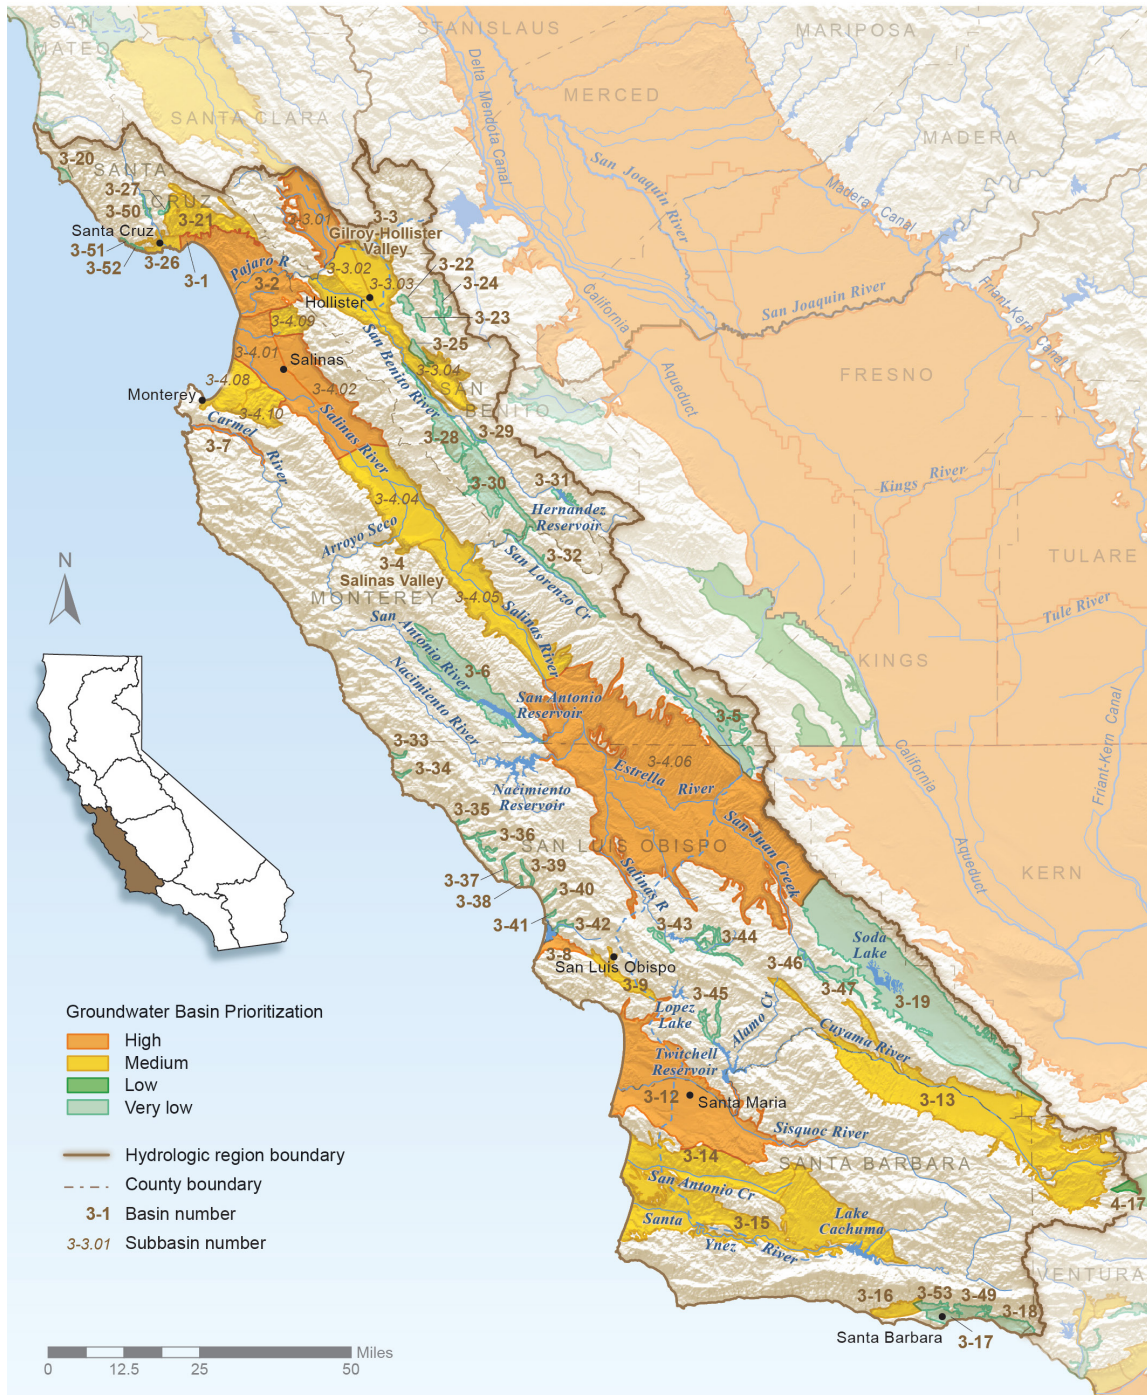 SAN
MATEO
STANISLAUS
MARIPOSA
Delta Mendota Canal
MERCED
SANTA CLARA
MADERA
San Joaquin River
Madera Canal
3-20
SANTA
CRUZ
3-27
3-50
3-21
3-3.01
3-3
Gilroy-Hollister
Valley
Santa Cruz
3-51
3-52
3-26
3-1
Pajaro R
3-2
3-3.02
3-3.03
Hollister
3-22
3-24
3-23
3-25
California
Aqueduct
San Joaquin River
Friant-Kern
Canal
3-4.09
3-4.01
Salinas
3-4.02
San Benito River
3-3.04
SAN
BENITO
FRESNO
Monterey
3-4.08
3-4.10
Carmel
River
3-7
Salinas River
3-28
3-29
3-30
3-31
Hernandez
Reservoir
Kings River
3-4.04
Arroyo Seco
3-4
Salinas Valley
MONTEREY
3-4.05
San Lorenzo Cr
3-32
TULARE
Tule River
N
San
Antonio River
Nacimiento River
3-6
Salinas River
San Antonio
Reservoir
KINGS
3-5
California
Aqueduct
Friant-Kern Canal
3-33
3-34
3-4.06
Estrella
River
Nacimiento
Reservoir
3-35
3-36
SAN LUIS OBISPO
San Juan Creek
3-39
3-37
3-38
3-40
3-41
3-42
Salinas R
3-43
3-44
KERN
3-8
San Luis Obispo
3-9
3-46
3-47
Soda
Lake
3-19
3-45
Lopez
Lake
Alamo Cr
Cuyama River
Twitchell
Reservoir
3-12
Santa Maria
3-13
Sisquoc River
3-14
SANTA BARBARA
San Antonio Cr
4-17
Santa
Ynez
River
3-15
Lake
Cachuma
VENTURA
3-16
3-53
3-49
3-18
Santa Barbara
3-17
Groundwater Basin Prioritization
High
Medium
Low
Very low
Hydrologic region boundary
County boundary
3-1 Basin number
3-3.01 Subbasin number
Miles
0 12.5 25 50